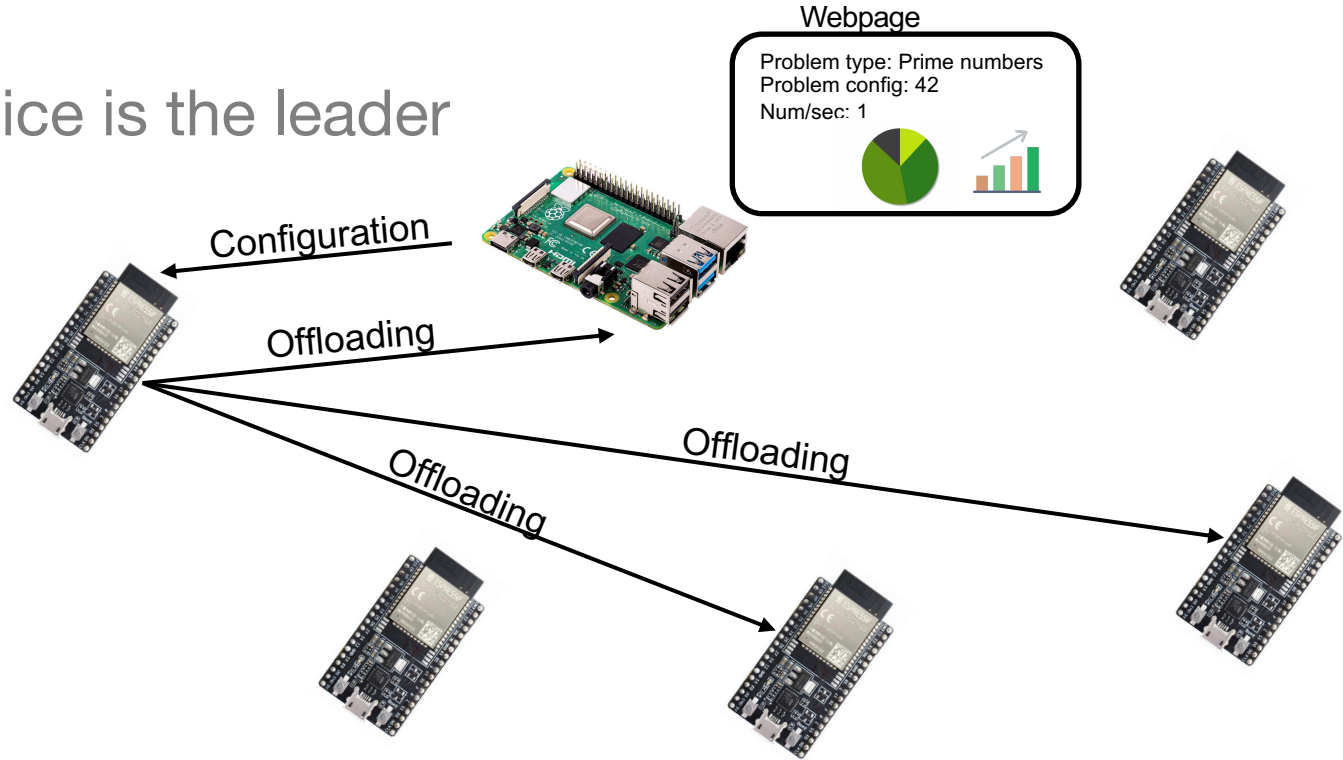 Webpage
Problem type: Prime numbers
Problem config: 42
Num/sec: 1
ice is the leader
Configuration
Offloading
Offloading
Offloading